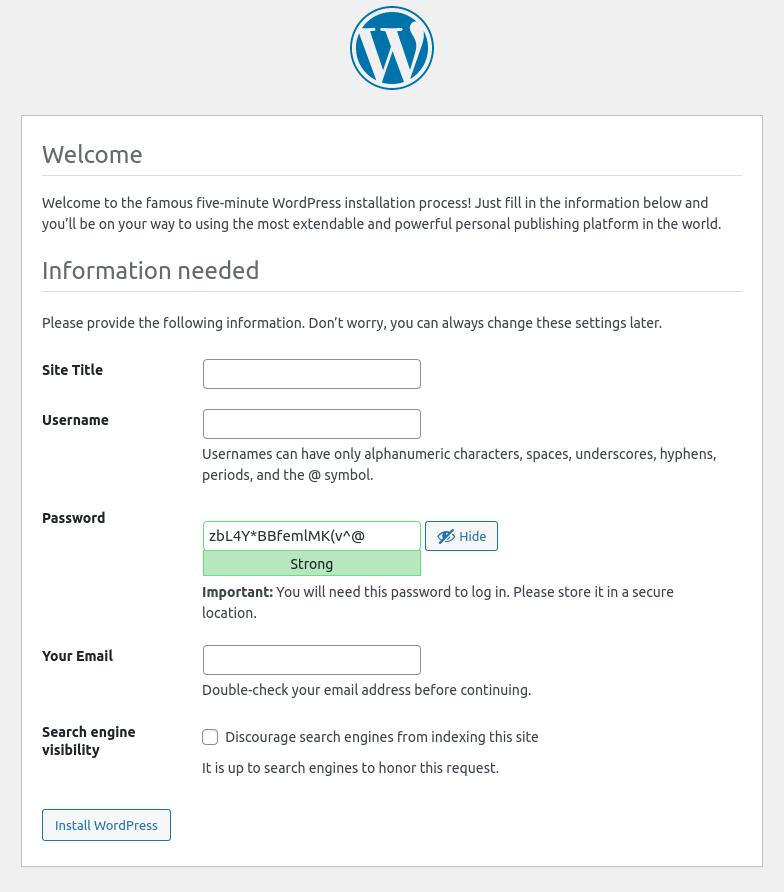 Welcome
Welcome to the famous five-minute WordPress installation process! Just fill in the information below and
you’ll be on your way to using the most extendable and powerful personal publishing platform in the world.
Information needed
Please provide the following information. Don’t worry, you can always change these settings later.
Site Title
Username
Usernames can have only alphanumeric characters, spaces, underscores, hyphens,
periods, and the @ symbol.
Password
zbL4Y*BBfemlMK(v^@
Hide
Strong
Important: You will need this password to log in. Please store it in a secure
location.
Your Email
Double-check your email address before continuing.
Search engine
visibility
Discourage search engines from indexing this site
It is up to search engines to honor this request.
Install WordPress